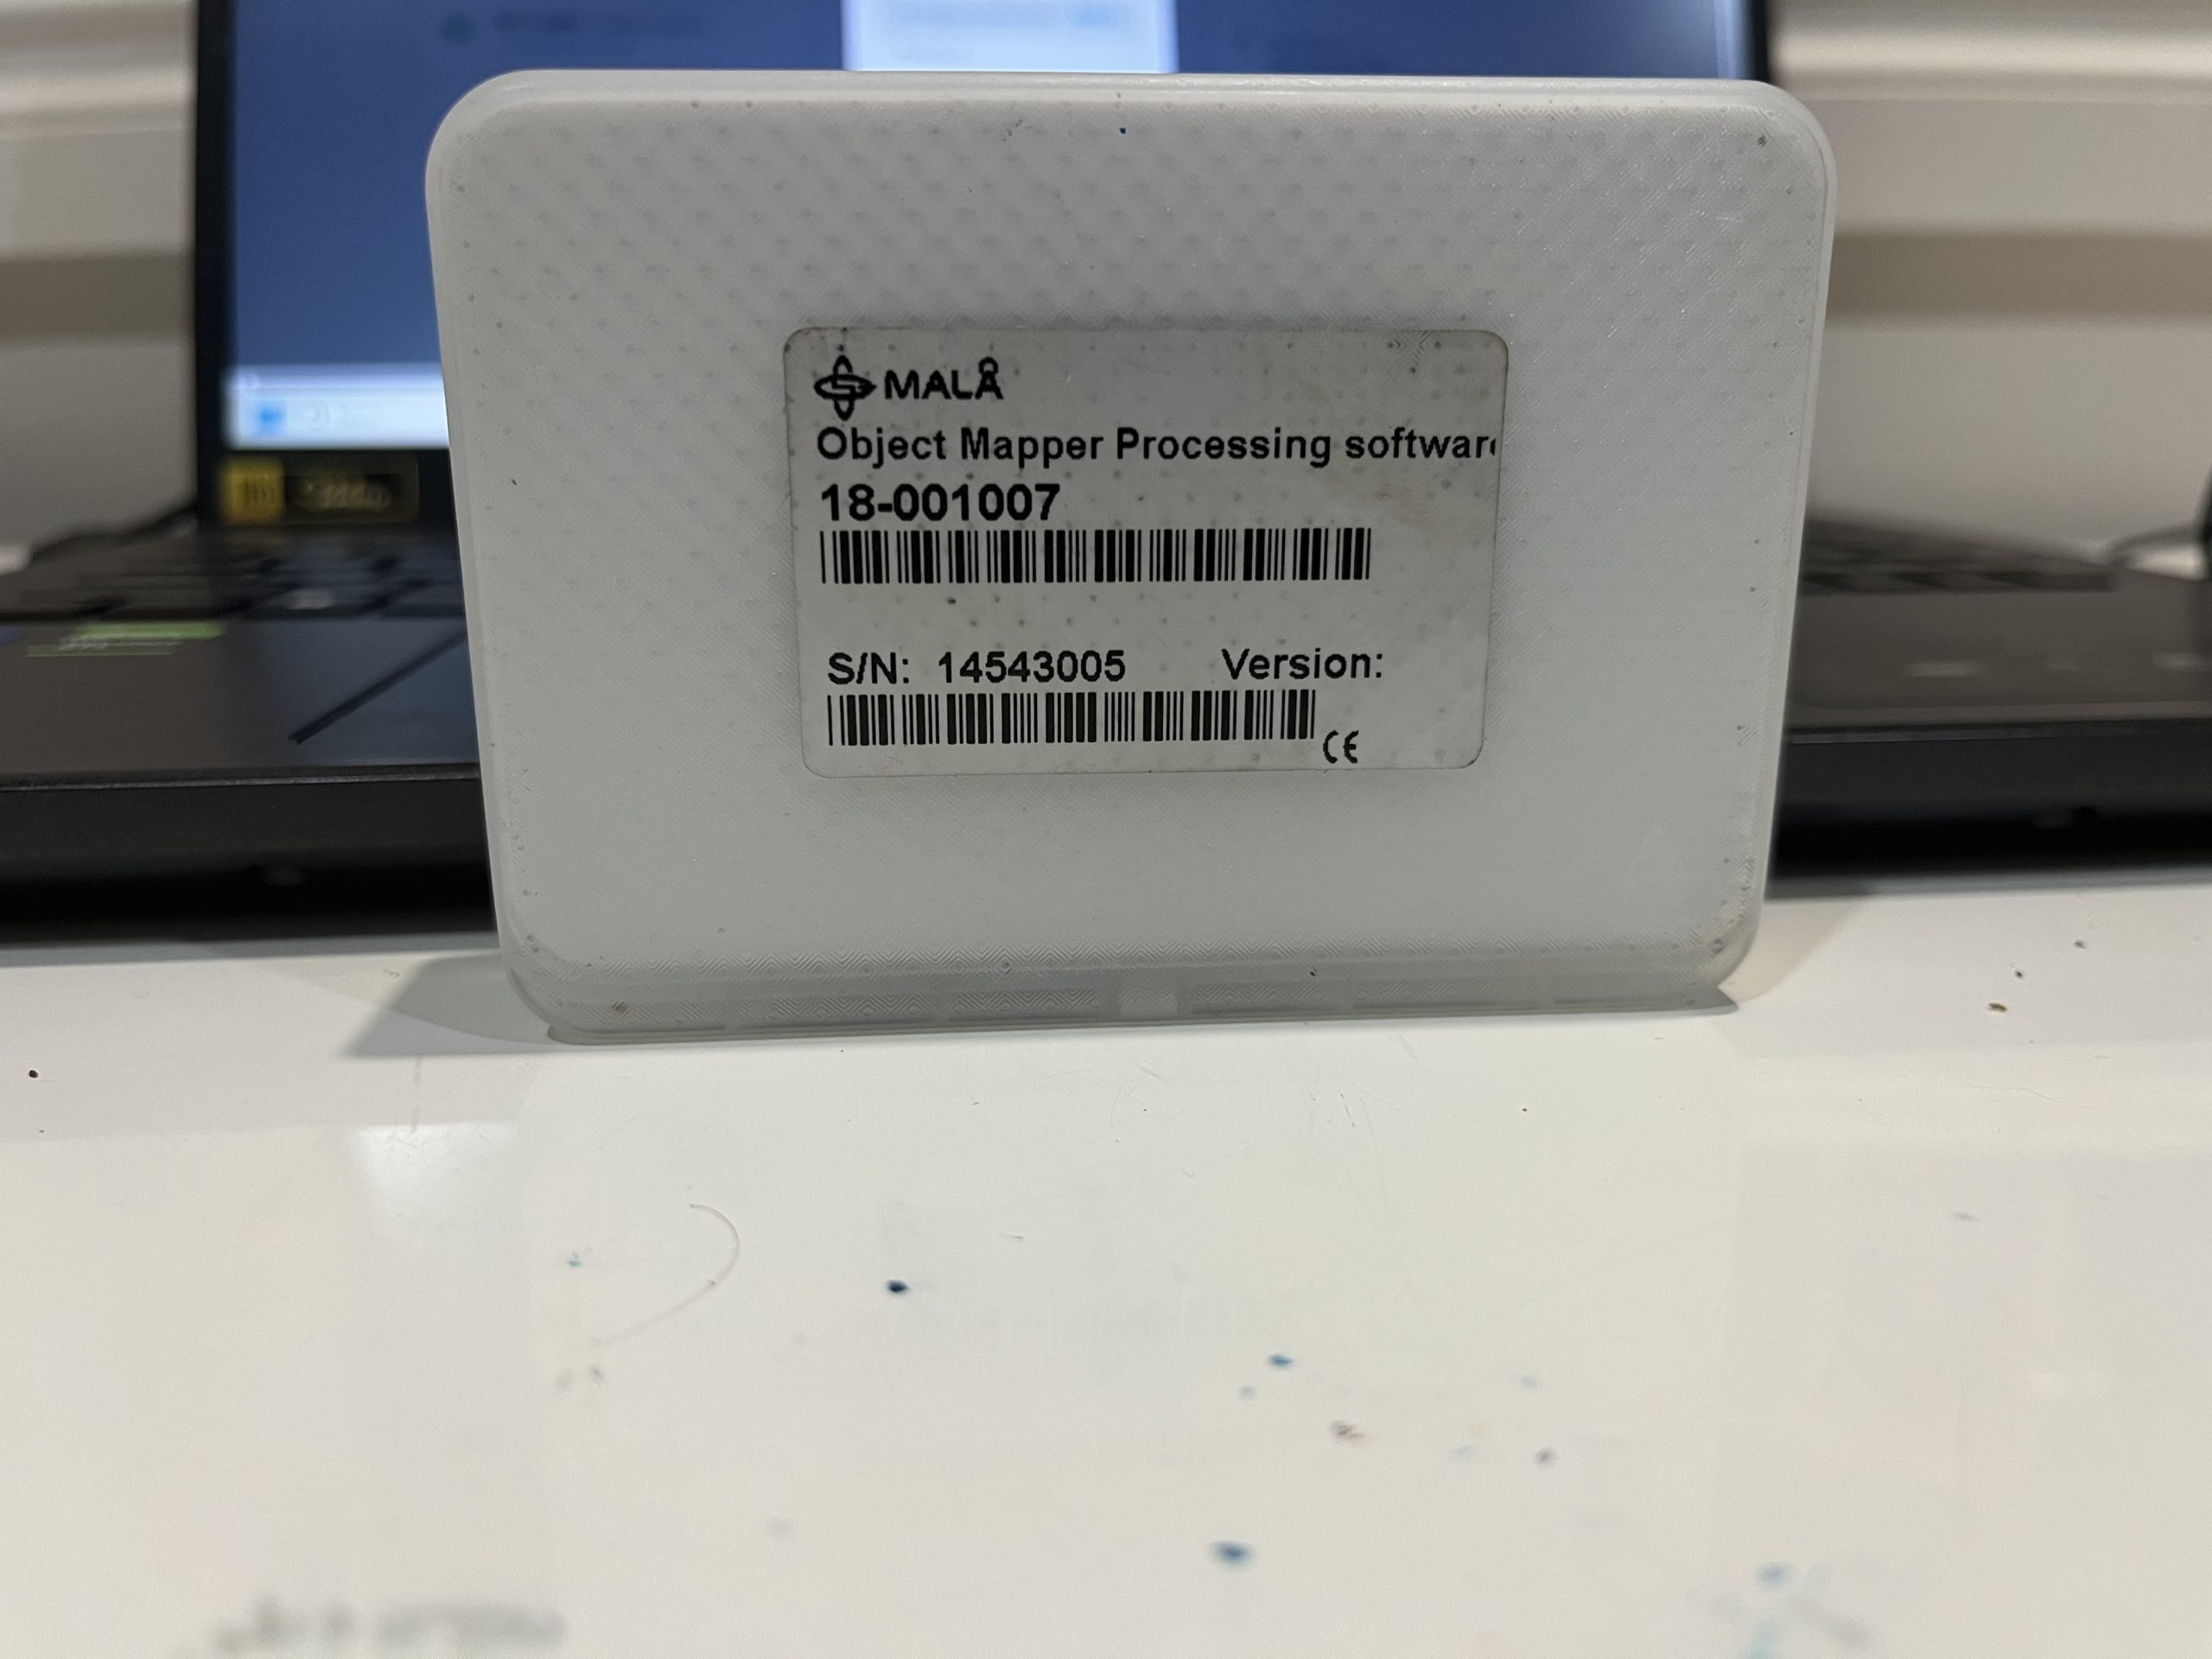 MALÅ
Object Mapper Processing softwar
18-001007
S/N: 14543005 Version:
CE